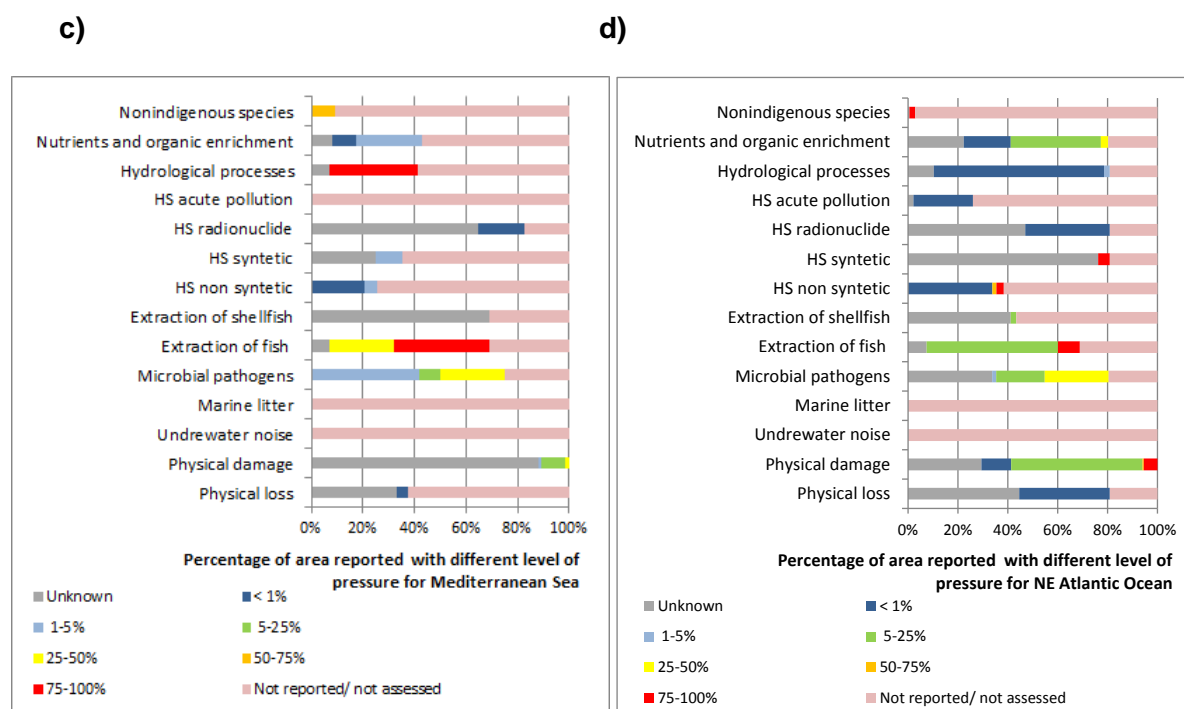 c)
d)
Nonindigenous species
Nutrients and organic enrichment
Hydrological processes
HS acute pollution
HS radionuclide
HS syntetic
HS non syntetic
Extraction of shellfish
Extraction of fish
Microbial pathogens
Marine litter
Undrewater noise
Physical damage
Physical loss
0% 20% 40% 60% 80% 100%
Percentage of area reported with different level of
pressure for Mediterranean Sea
Unknown < 1%
1-5% 5-25%
25-50% 50-75%
75-100% Not reported/ not assessed
Nonindigenous species
Nutrients and organic enrichment
Hydrological processes
HS acute pollution
HS radionuclide
HS syntetic
HS non syntetic
Extraction of shellfish
Extraction of fish
Microbial pathogens
Marine litter
Undrewater noise
Physical damage
Physical loss
0% 20% 40% 60% 80% 100%
Percentage of area reported with different level of
pressure for NE Atlantic Ocean
Unknown < 1%
1-5% 5-25%
25-50% 50-75%
75-100% Not reported/ not assessed